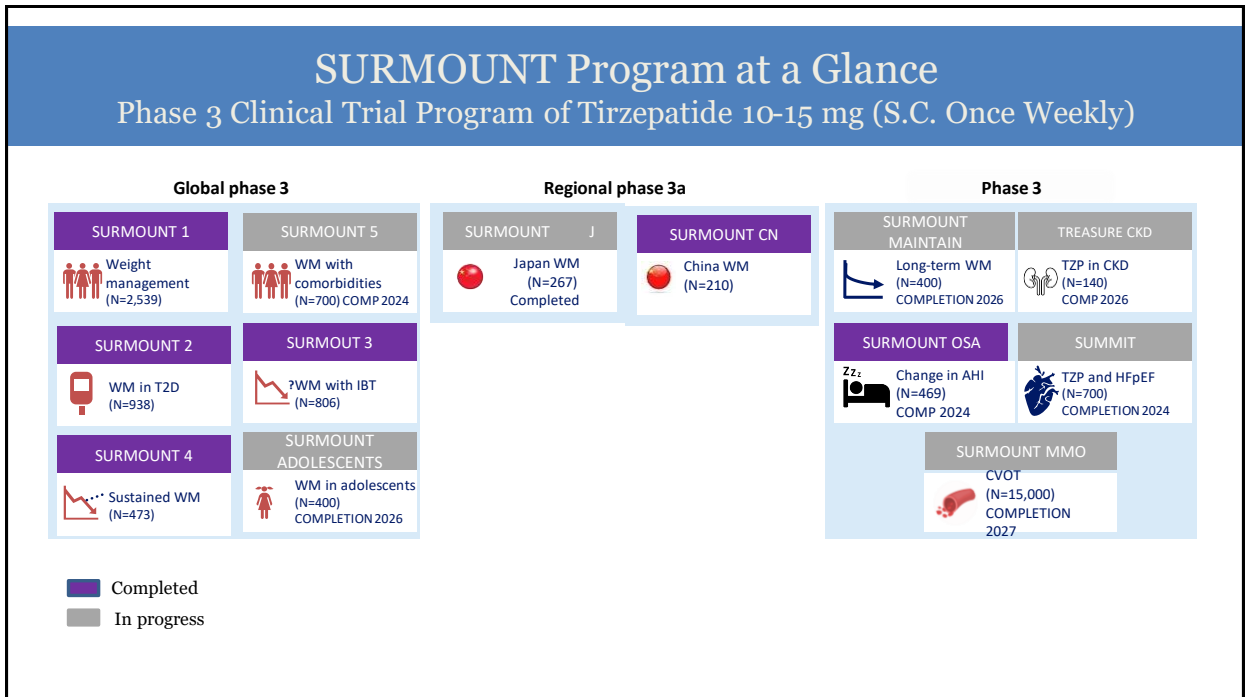 SURMOUNT Program at a Glance
Phase 3 Clinical Trial Program of Tirzepatide 10-15 mg (S.C. Once Weekly)
Global phase 3
SURMOUNT 1
Weight
management
(N=2,539)
SURMOUNT 5
WM with
comorbidities
(N=700) COMP 2024
SURMOUNT 2
WM in T2D
(N=938)
SURMOUT 3
?WM with IBT
(N=806)
SURMOUNT 4
Sustained WM
(N=473)
SURMOUNT
ADOLESCENTS
WM in adolescents
(N=400)
COMPLETION 2026
Regional phase 3a
SURMOUNT J
Japan WM
(N=267)
Completed
SURMOUNT CN
China WM
(N=210)
Phase 3
SURMOUNT
MAINTAIN
Long-term WM
(N=400)
COMPLETION 2026
TREASURE CKD
TZP in CKD
(N=140)
COMP 2026
SURMOUNT OSA
zzz
Change in AHI
(N=469)
COMP 2024
SUMMIT
TZP and HFpEF
(N=700)
COMPLETION 2024
SURMOUNT MMO
CVOT
(N=15,000)
COMPLETION
2027
Completed
In progress